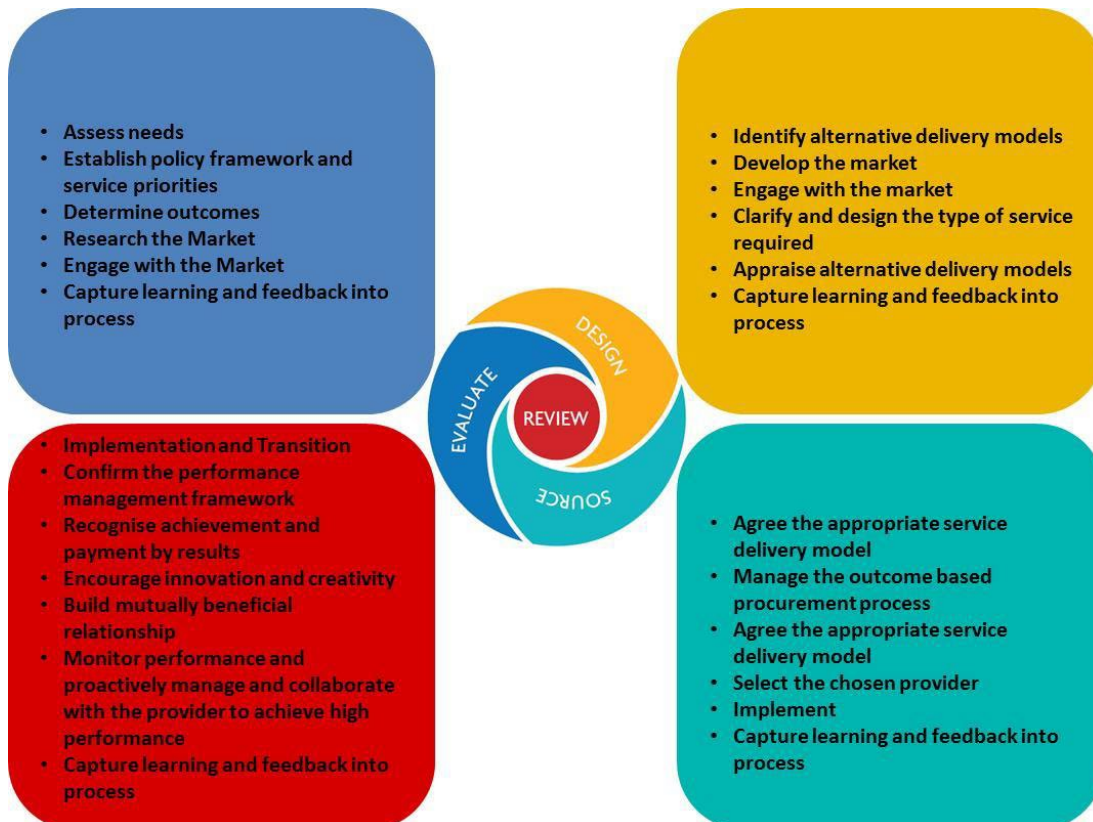 • Assess needs
• Establish policy framework and
service priorities
• Determine outcomes
• Research the Market
• Engage with the Market
• Capture learning and feedback into
process
• Identify alternative delivery models
• Develop the market
• Engage with the market
• Clarify and design the type of service
required
• Appraise alternative delivery models
• Capture learning and feedback into
process
DESIGN
EVALUATE
REVIEW
SOURCE
• Implementation and Transition
• Confirm the performance
management framework
• Recognise achievement and
payment by results
• Encourage innovation and creativity
• Build mutually beneficial
relationship
• Monitor performance and
proactively manage and collaborate
with the provider to achieve high
performance
• Capture learning and feedback into
process
• Agree the appropriate service
delivery model
• Manage the outcome based
procurement process
• Agree the appropriate service
delivery model
• Select the chosen provider
• Implement
• Capture learning and feedback into
process